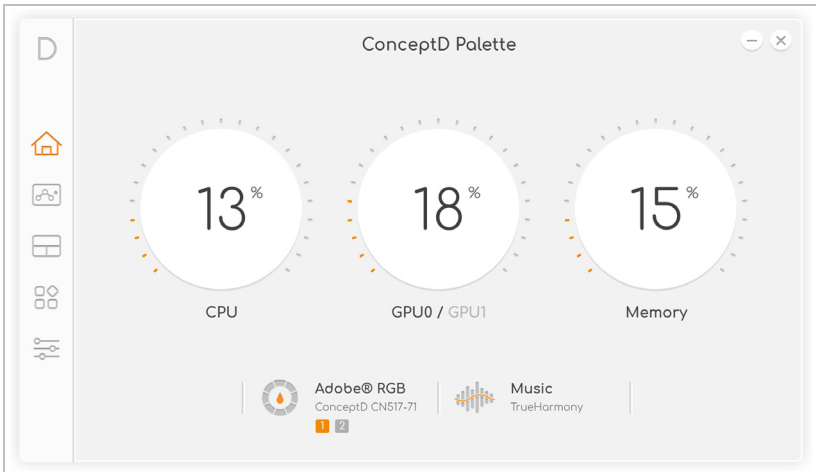 D
ConceptD Palette
13%
18%
15%
CPU
GPU0 / GPU1
Memory
Adobe® RGB
ConceptD CN517-71
1 2
Music
TrueHarmony